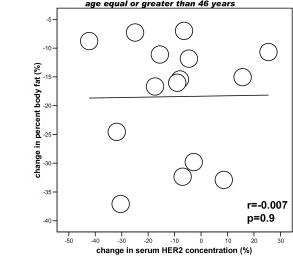 age equal or greater than 46 years
change in percent body fat (%)
-5
-10
-15
-20
-25
-30
-35
-40
r=-0.007
p=0.9
-50 -40 -30 -20 -10 0 10 20 30
change in serum HER2 concentration (%)